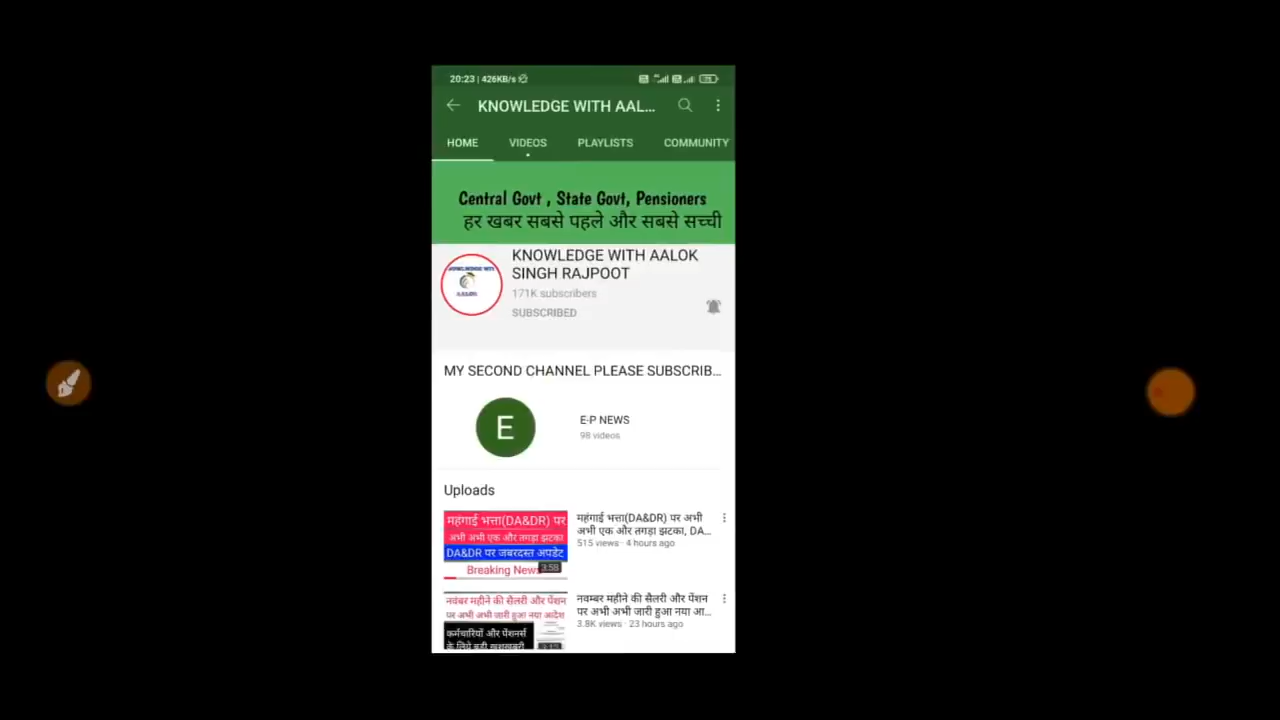 20:23 | 426KB/s
KNOWLEDGE WITH AAL...
HOME VIDEOS PLAYLISTS COMMUNITY
Central Govt , State Govt, Pensioners
हर खबर सबसे पहले और सबसे सच्ची
KNOWLEDGE WITH AALOK
SINGH RAJPOOT
171K subscribers
SUBSCRIBED
MY SECOND CHANNEL PLEASE SUBSCRIB...
E
E-P NEWS
98 videos
Uploads
महंगाई भत्ता(DA&DR) पर
अभी अभी एक और तगड़ा झटका
DA&DR पर जबरदस्त अपडेट
Breaking News
3:58
महंगाई भत्ता(DA&DR) पर अभी
अभी एक और तगड़ा झटका, DA...
515 views · 4 hours ago
नवंबर महीने की सैलरी और पेंशन
पर अभी अभी जारी हुआ नया आदेश
कर्मचारियों और पेंशनर्स
के लिये बड़ी खुशखबरी
नवम्बर महीने की सैलरी और पेंशन
पर अभी अभी जारी हुआ नया आ...
3.8K views · 23 hours ago